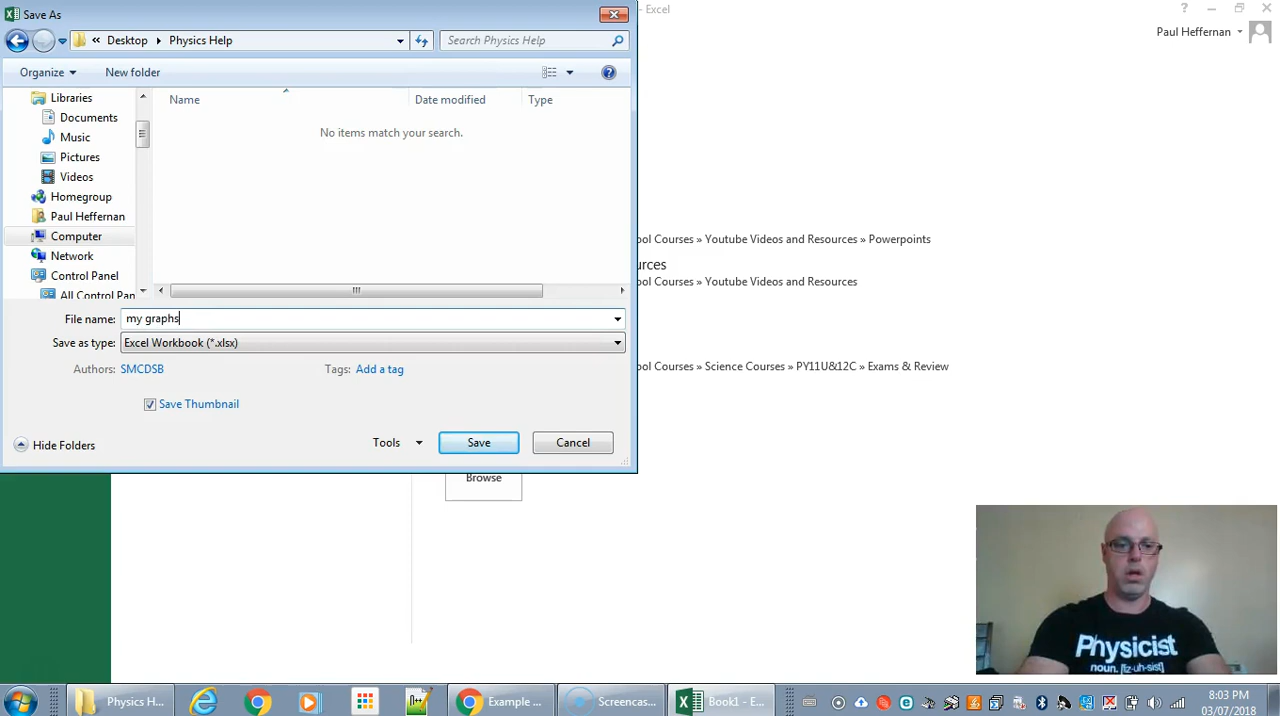 Save As
- Excel
« Desktop Physics Help
Search Physics Help
Paul Heffernan
Organize
New folder
Libraries
Documents
Music
Pictures
Videos
Homegroup
Paul Heffernan
Computer
Network
Control Panel
All Control Pan
Name
Date modified
Type
No items match your search.
ool Courses » Youtube Videos and Resources » Powerpoints
urces
ool Courses » Youtube Videos and Resources
ool Courses » Science Courses » PY11U&12C » Exams & Review
File name: my graphs
Save as type: Excel Workbook (*.xlsx)
Authors: SMCDSB
Tags: Add a tag
Save Thumbnail
Hide Folders
Tools
Save
Cancel
Browse
Physicist
noun. [fiz-uh-sist]
Physics H...
Example ...
Screencas...
Book1 - E...
8:03 PM
03/07/2018